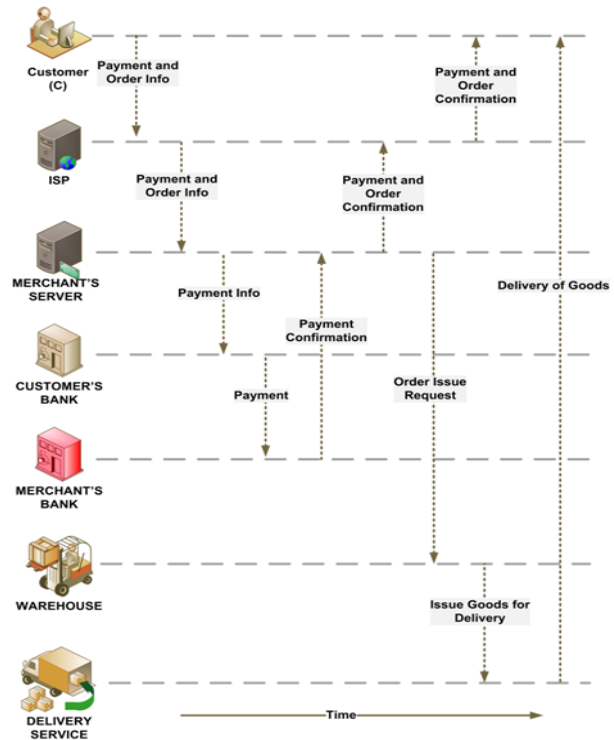 Customer
(C)
Payment and
Order Info
Payment and
Order
Confirmation
ISP
Payment and
Order Info
Payment and
Order
Confirmation
MERCHANT'S
SERVER
Payment Info
Payment
Confirmation
Delivery of Goods
CUSTOMER'S
BANK
Payment
Order Issue
Request
MERCHANT'S
BANK
WAREHOUSE
Issue Goods for
Delivery
DELIVERY
SERVICE
Time